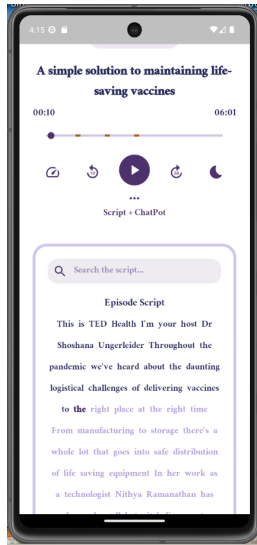 4:15
A simple solution to maintaining life-
saving vaccines
00:10 06:01
Script + ChatPot
Search the script...
Episode Script
This is TED Health I'm your host Dr
Shoshana Ungerleider Throughout the
pandemic we've heard about the daunting
logistical challenges of delivering vaccines
to the right place at the right time
From manufacturing to storage there's a
whole lot that goes into safe distribution
of life saving equipment In her work as
a technologist Nithya Ramanathan has